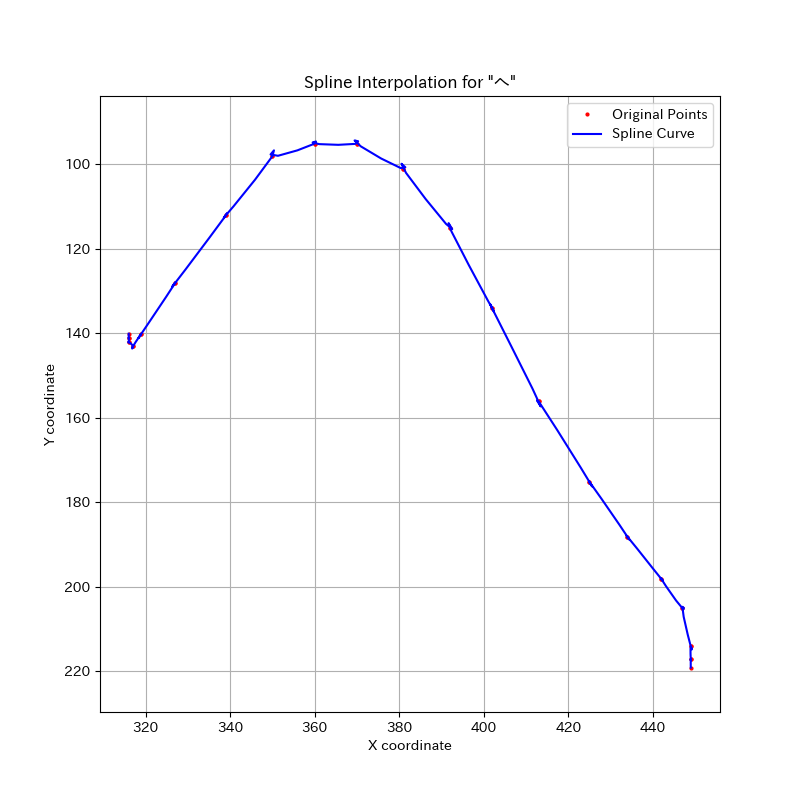 Spline Interpolation for "へ"
Original Points
Spline Curve
100
120
140
160
180
200
220
Y coordinate
320 340 360 380 400 420 440
X coordinate